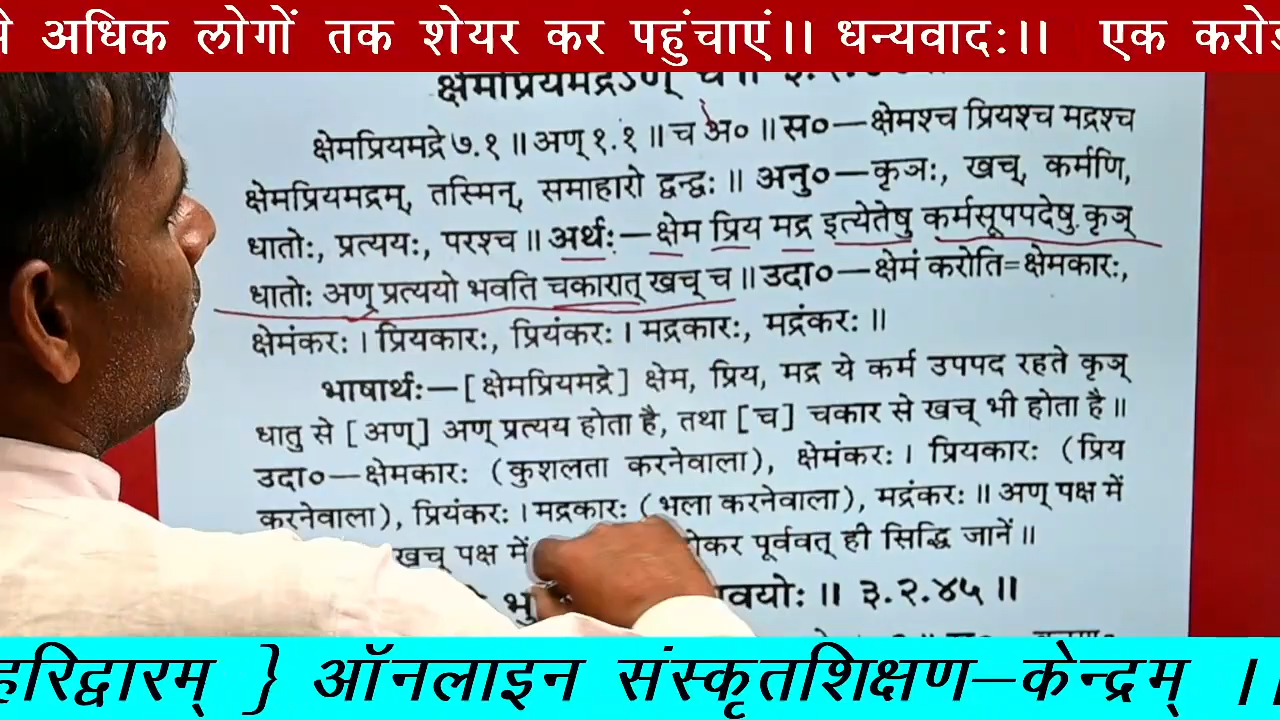 अधिक लोगों तक शेयर कर पहुंचाएं।। धन्यवादः।। एक
क्षेमप्रियमद्रेऽण् च॥
क्षेमप्रियमद्रे ७.१ ॥ अण् १.१ ॥ च अ० ॥ स०—क्षेमश्च प्रियश्च मद्रश्च
क्षेमप्रियमद्रम्, तस्मिन्, समाहारो द्वन्द्वः ॥ अनु०—कृञः, खच्, कर्मणि,
धातोः, प्रत्ययः, परश्च ॥ अर्थः—क्षेम प्रिय मद्र इत्येतेषु कर्मसूपपदेषु कृञ्
धातोः अण् प्रत्ययो भवति चकारात् खच् च ॥ उदा०—क्षेमं करोति=क्षेमकारः,
क्षेमंकरः । प्रियकारः, प्रियंकरः । मद्रकारः, मद्रंकरः ॥
भाषार्थः—[क्षेमप्रियमद्रे] क्षेम, प्रिय, मद्र ये कर्म उपपद रहते कृञ्
धातु से [अण्] अण् प्रत्यय होता है, तथा [च] चकार से खच् भी होता है ॥
उदा०—क्षेमकारः (कुशलता करनेवाला), क्षेमंकरः । प्रियकारः (प्रिय
करनेवाला), प्रियंकरः । मद्रकारः (भला करनेवाला), मद्रंकरः ॥ अण् पक्ष में
खच् पक्ष में होकर पूर्ववत् ही सिद्धि जानें ॥
३.२.४५ ॥
हरिद्वारम् } ऑनलाइन संस्कृतशिक्षण–केन्द्रम् ।।